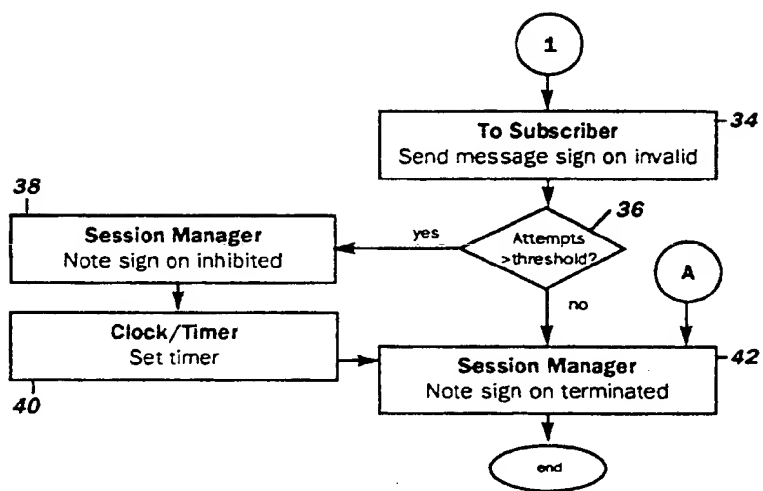 1
To Subscriber
Send message sign on invalid
34
36
Attempts
>threshold?
yes
no
38
Session Manager
Note sign on inhibited
Clock/Timer
Set timer
40
A
Session Manager
Note sign on terminated
42
end